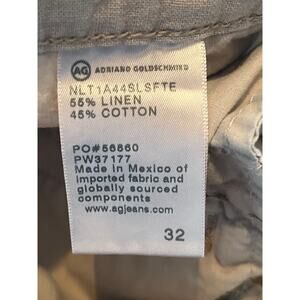 AG ADRIANO GOLDSCHMIED
NLT1A44SLSFTE
55% LINEN
45% COTTON
PO#56860
PW37177
Made in Mexico of
imported fabric and
globally sourced
components
www.agjeans.com
32